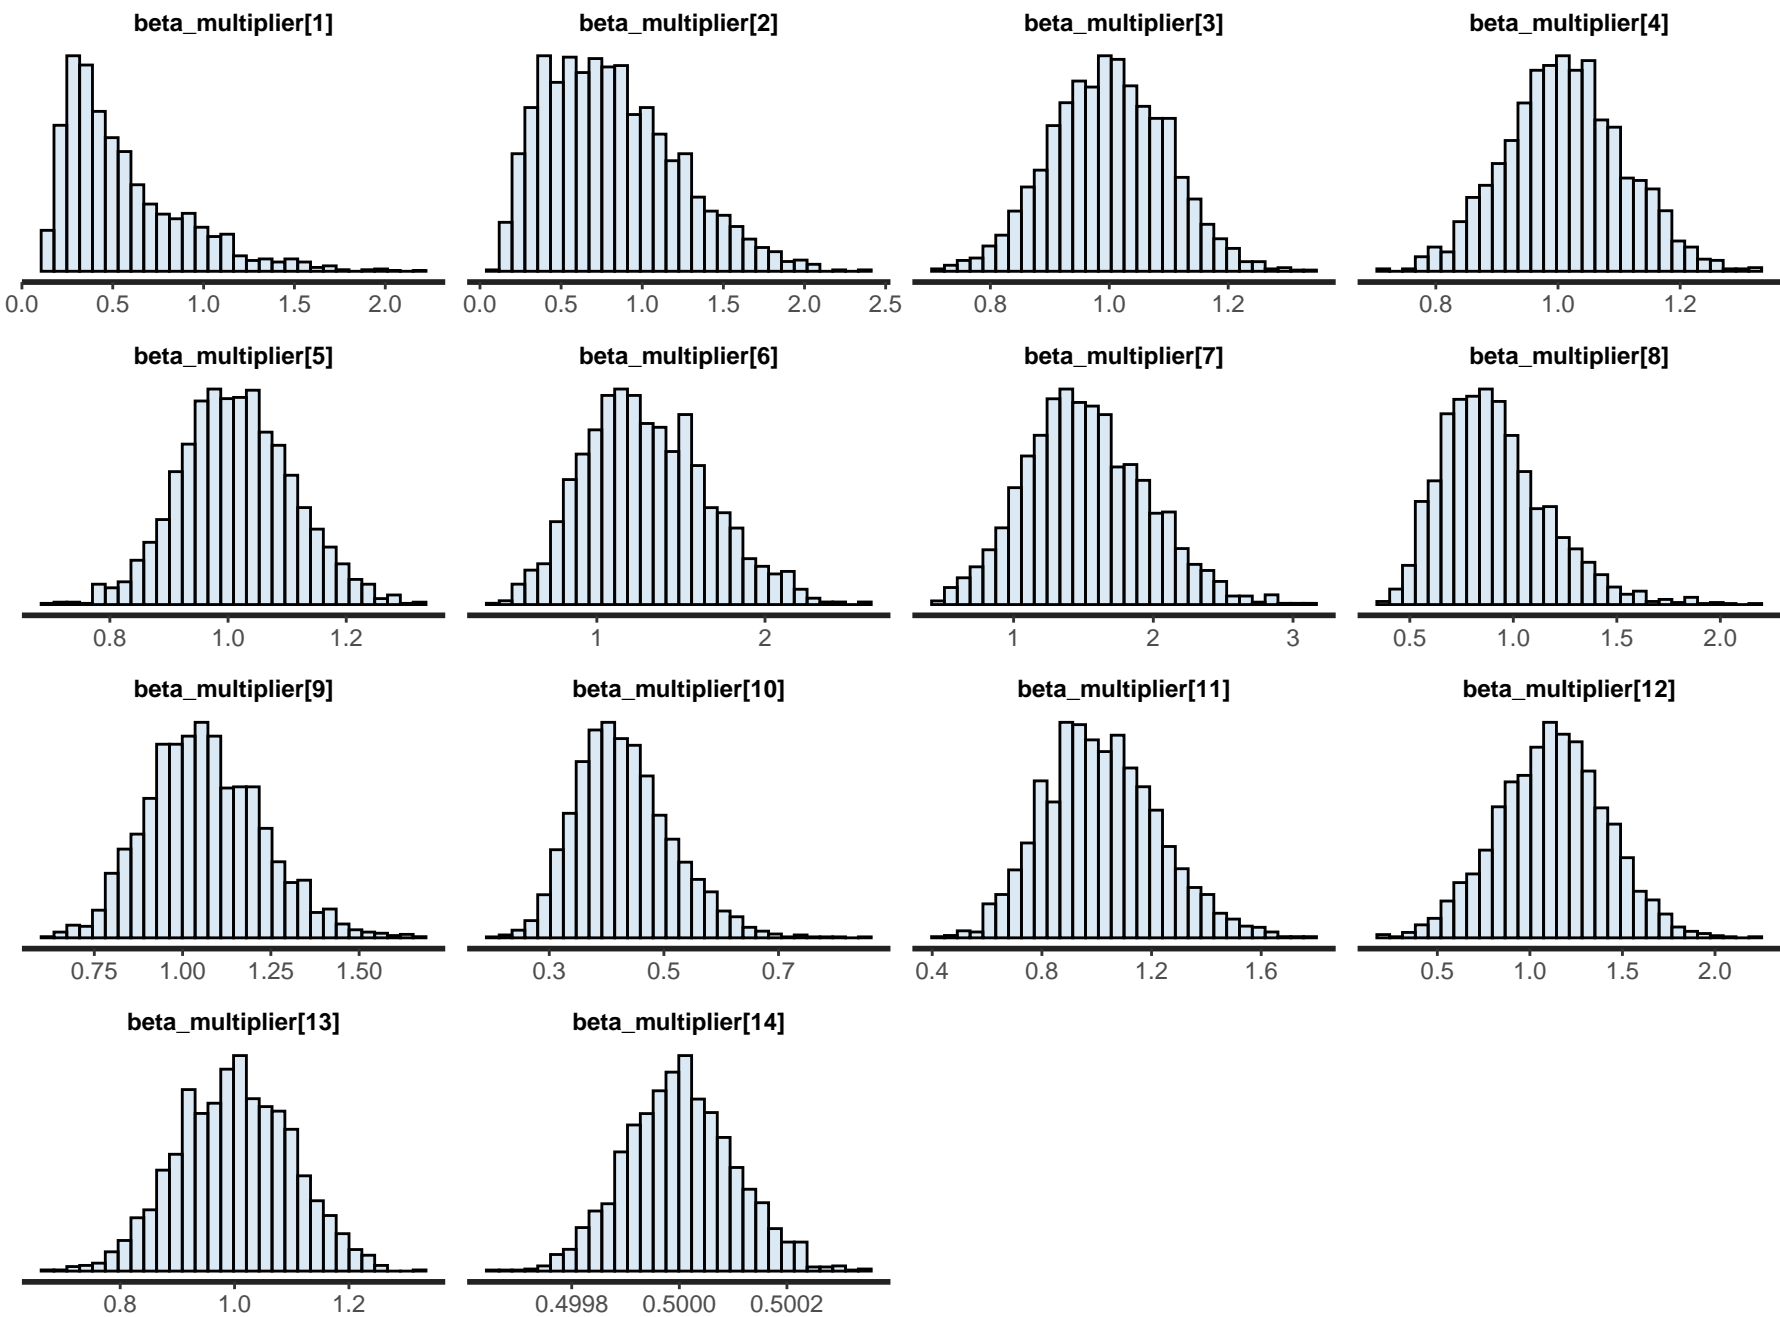 beta_multiplier[1] beta_multiplier[2] beta_multiplier[3] beta_multiplier[4]
0.0 0.5 1.0 1.5 2.0 0.0 0.5 1.0 1.5 2.0 2.5 0.8 1.0 1.2 0.8 1.0 1.2
beta_multiplier[5] beta_multiplier[6] beta_multiplier[7] beta_multiplier[8]
0.8 1.0 1.2 1 2 1 2 3 0.5 1.0 1.5 2.0
beta_multiplier[9] beta_multiplier[10] beta_multiplier[11] beta_multiplier[12]
0.75 1.00 1.25 1.50 0.3 0.5 0.7 0.4 0.8 1.2 1.6 0.5 1.0 1.5 2.0
beta_multiplier[13] beta_multiplier[14]
0.8 1.0 1.2 0.4998 0.5000 0.5002